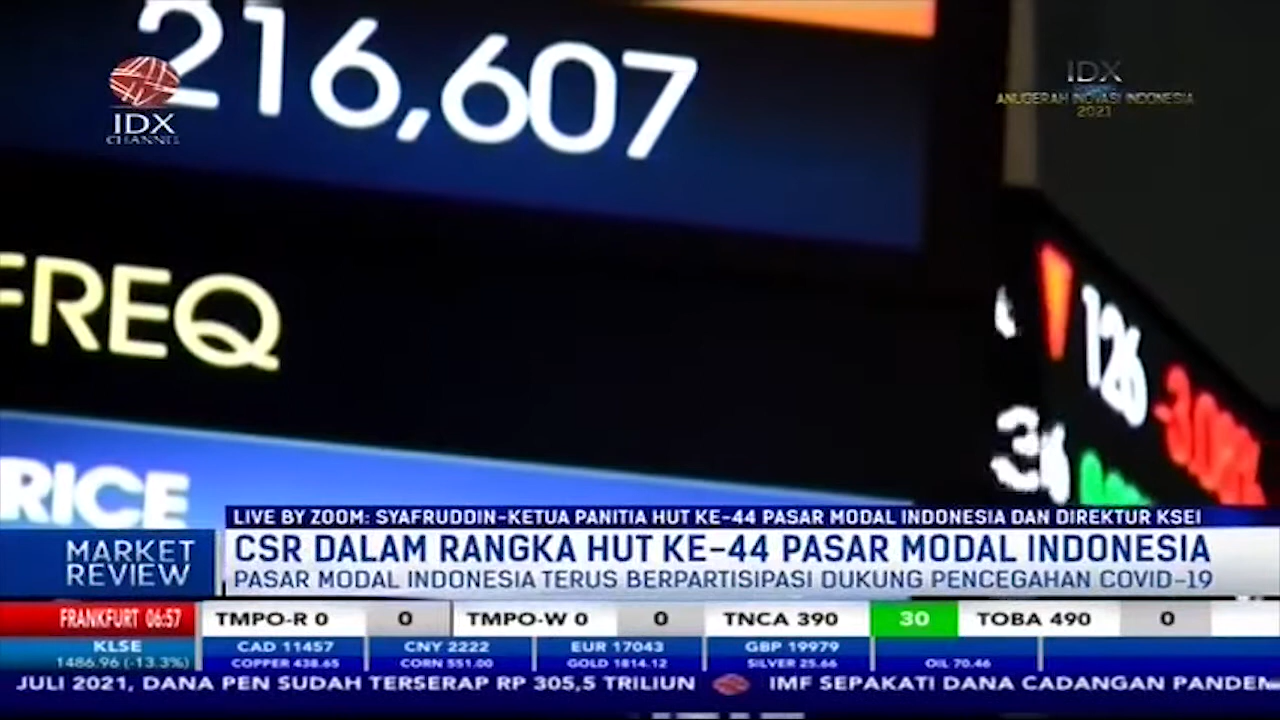 216,607
IDX
CHANNEL
IDX
ANUGERAH INOVASI INDONESIA
2021
FREQ
126
RICE
LIVE BY ZOOM: SYAFRUDDIN-KETUA PANITIA HUT KE-44 PASAR MODAL INDONESIA DAN DIREKTUR KSEI
MARKET
REVIEW
CSR DALAM RANGKA HUT KE-44 PASAR MODAL INDONESIA
PASAR MODAL INDONESIA TERUS BERPARTISIPASI DUKUNG PENCEGAHAN COVID-19
FRANKFURT 06:57 TMPO-R 0 0 TMPO-W 0 0 TNCA 390 30 TOBA 490 0
KLSE CAD 11457 CNY 2222 EUR 17043 GBP 19979
1486.96 (-13.3%) COPPER 438.65 CORN 551.00 GOLD 1814.12 SILVER 25.66 OIL 70.46
JULI 2021, DANA PEN SUDAH TERSERAP RP 305,5 TRILIUN IMF SEPAKATI DANA CADANGAN